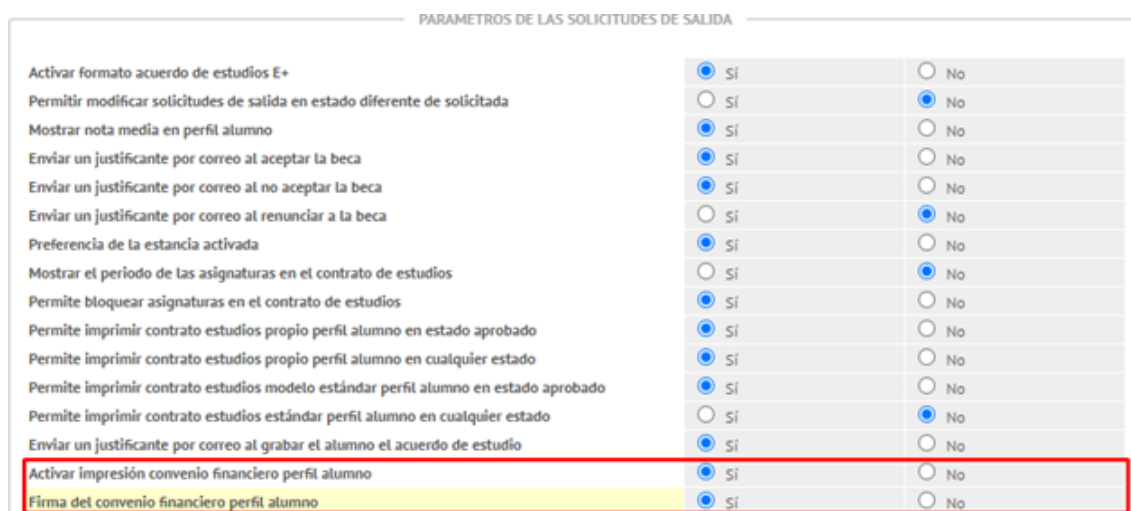 PARAMETROS DE LAS SOLICITUDES DE SALIDA
Activar formato acuerdo de estudios E+ Sí No
Permitir modificar solicitudes de salida en estado diferente de solicitada Sí No
Mostrar nota media en perfil alumno Sí No
Enviar un justificante por correo al aceptar la beca Sí No
Enviar un justificante por correo al no aceptar la beca Sí No
Enviar un justificante por correo al renunciar a la beca Sí No
Preferencia de la estancia activada Sí No
Mostrar el periodo de las asignaturas en el contrato de estudios Sí No
Permite bloquear asignaturas en el contrato de estudios Sí No
Permite imprimir contrato estudios propio perfil alumno en estado aprobado Sí No
Permite imprimir contrato estudios propio perfil alumno en cualquier estado Sí No
Permite imprimir contrato estudios modelo estándar perfil alumno en estado aprobado Sí No
Permite imprimir contrato estudios estándar perfil alumno en cualquier estado Sí No
Enviar un justificante por correo al grabar el alumno el acuerdo de estudio Sí No
Activar impresión convenio financiero perfil alumno Sí No
Firma del convenio financiero perfil alumno Sí No